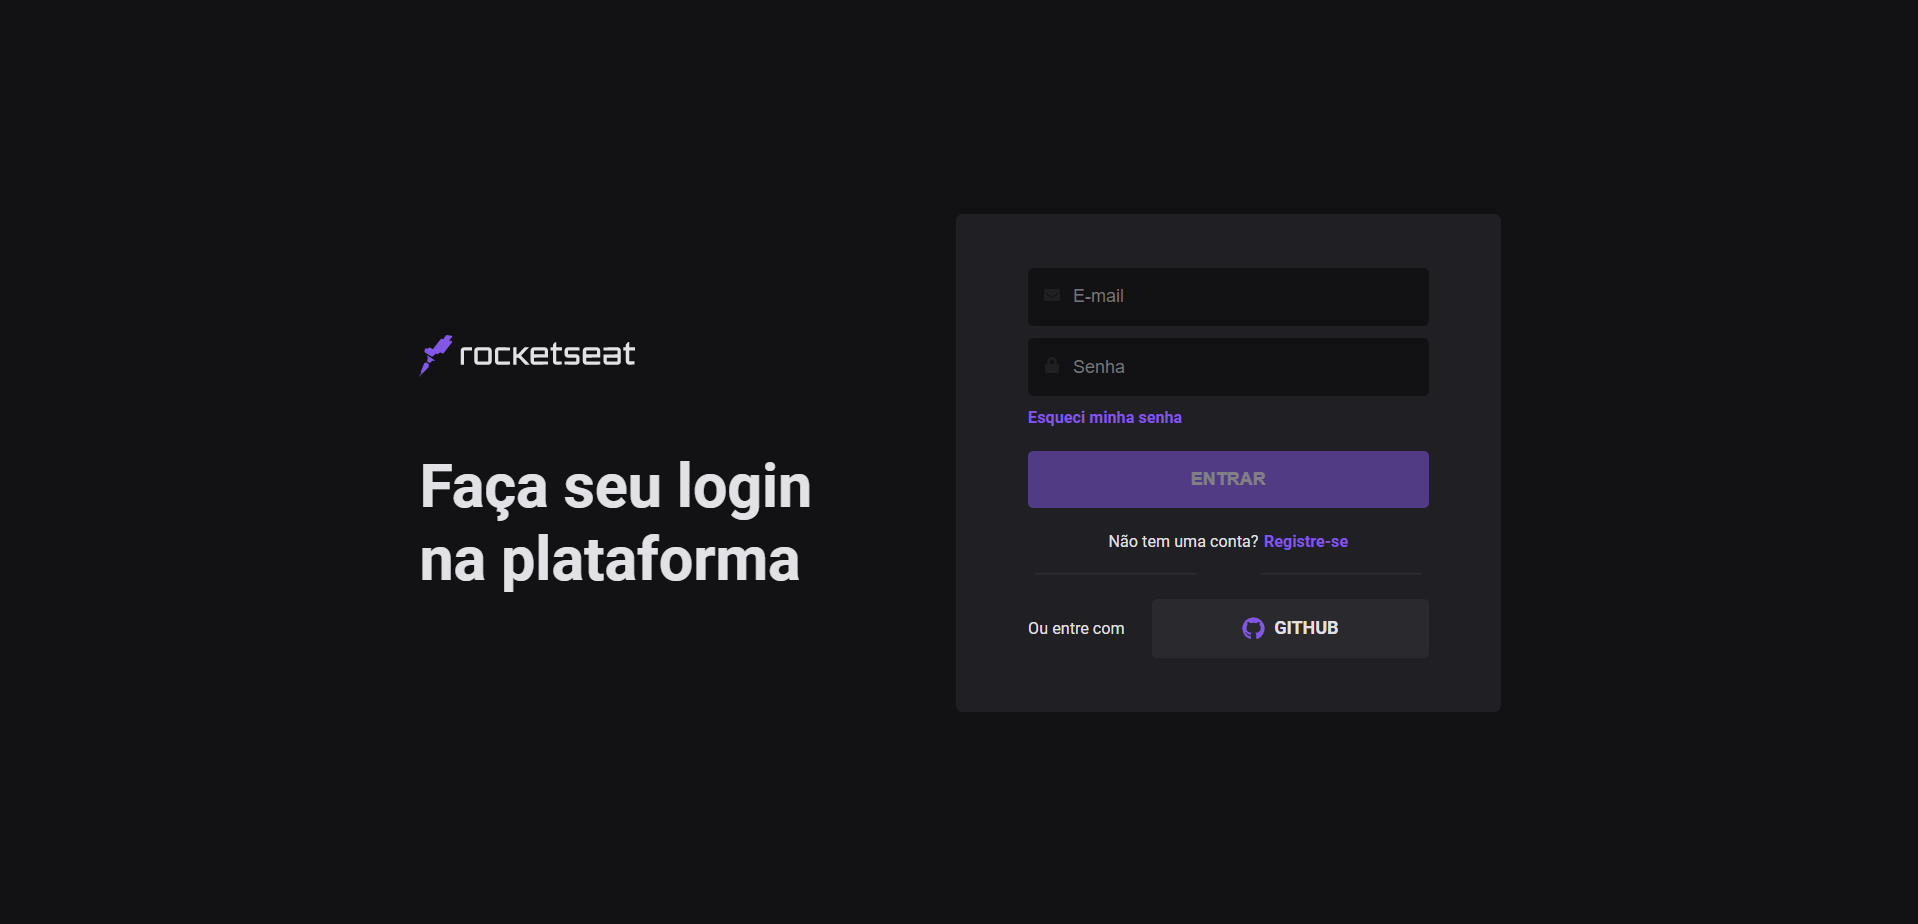 rocketseat
Faça seu login
na plataforma
E-mail
Senha
Esqueci minha senha
ENTRAR
Não tem uma conta? Registre-se
Ou entre com
GITHUB